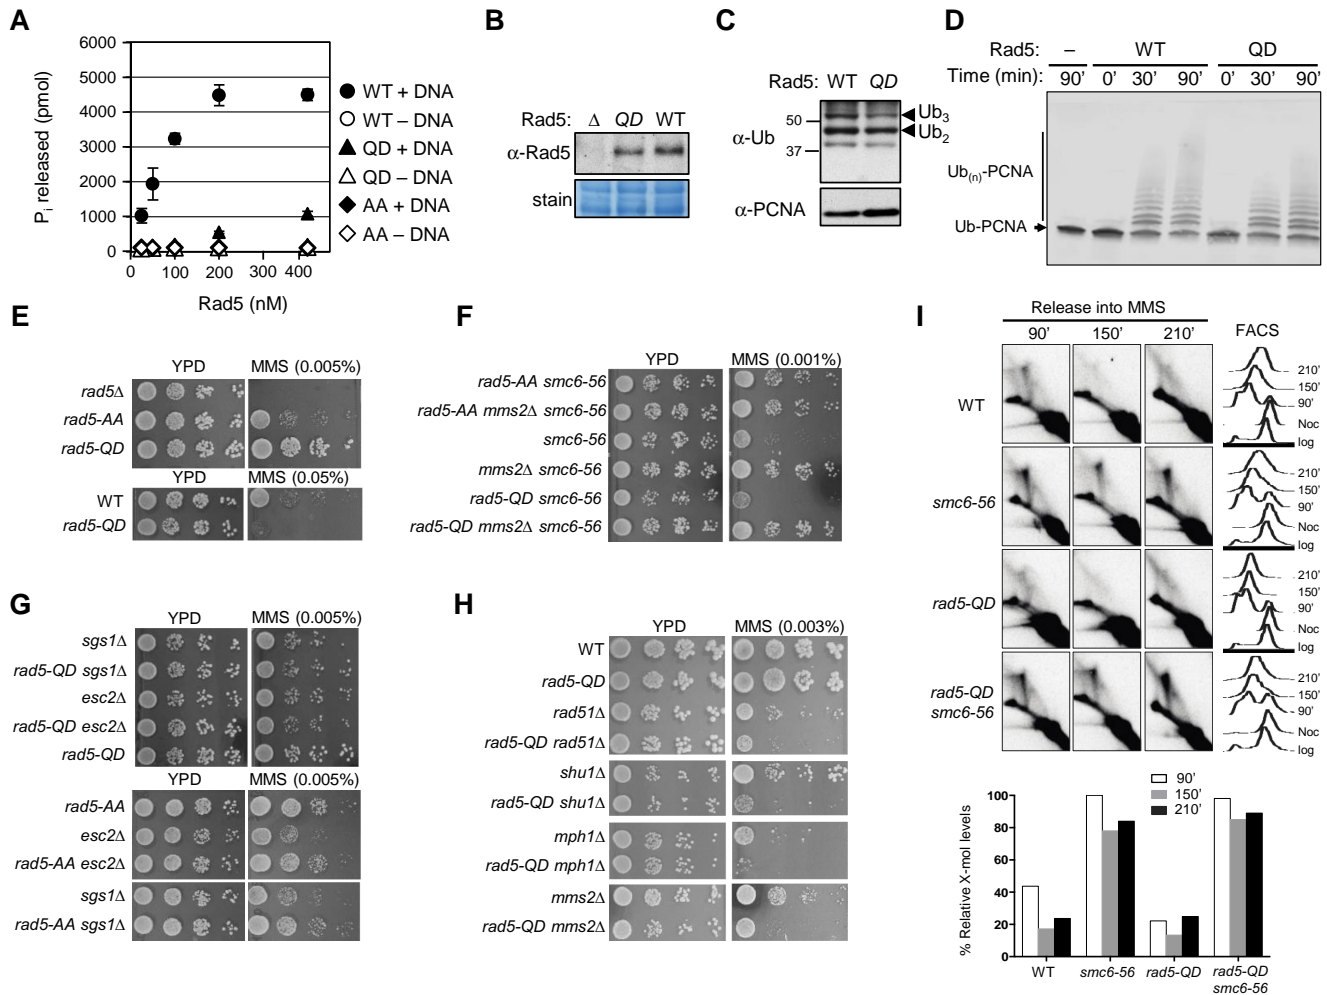 A
6000
5000
4000
3000
2000
1000
0
Pi released (pmol)
0 100 200 300 400
Rad5 (nM)
WT + DNA
WT – DNA
QD + DNA
QD – DNA
AA + DNA
AA – DNA
B
Rad5: Δ QD WT
α-Rad5
stain
C
Rad5: WT QD
α-Ub
50
37
Ub3
Ub2
α-PCNA
D
Rad5: – WT QD
Time (min): 90’ 0’ 30’ 90’ 0’ 30’ 90’
Ub(n)-PCNA
Ub-PCNA
E
YPD MMS (0.005%)
rad5Δ
rad5-AA
rad5-QD
YPD MMS (0.05%)
WT
rad5-QD
F
YPD MMS (0.001%)
rad5-AA smc6-56
rad5-AA mms2Δ smc6-56
smc6-56
mms2Δ smc6-56
rad5-QD smc6-56
rad5-QD mms2Δ smc6-56
G
YPD MMS (0.005%)
sgs1Δ
rad5-QD sgs1Δ
esc2Δ
rad5-QD esc2Δ
rad5-QD
YPD MMS (0.005%)
rad5-AA
esc2Δ
rad5-AA esc2Δ
sgs1Δ
rad5-AA sgs1Δ
H
YPD MMS (0.003%)
WT
rad5-QD
rad51Δ
rad5-QD rad51Δ
shu1Δ
rad5-QD shu1Δ
mph1Δ
rad5-QD mph1Δ
mms2Δ
rad5-QD mms2Δ
I
Release into MMS
90’ 150’ 210’ FACS
WT
210’
150’
90’
Noc
log
smc6-56
210’
150’
90’
Noc
log
rad5-QD
210’
150’
90’
Noc
log
rad5-QD
smc6-56
210’
150’
90’
Noc
log
90’
150’
210’
% Relative X-mol levels
100
80
60
40
20
0
WT smc6-56 rad5-QD rad5-QD
smc6-56